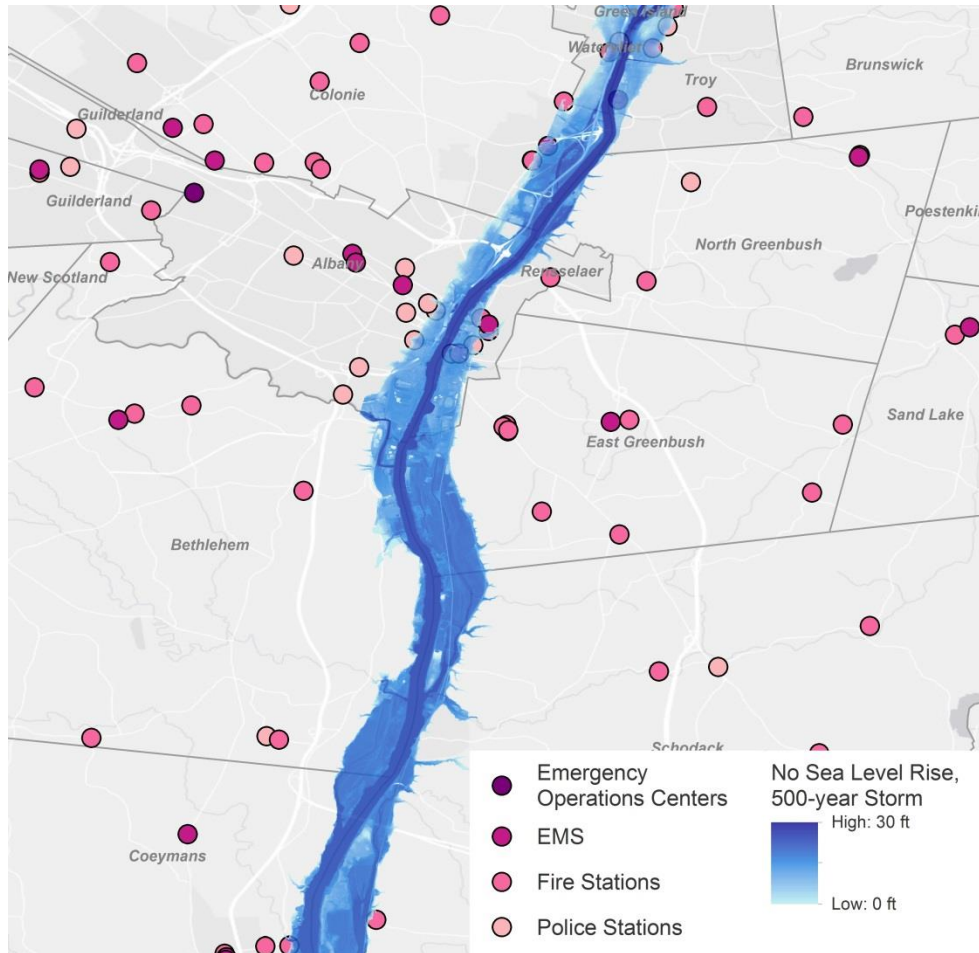 Green Island
Watervliet
Troy
Brunswick
Colonie
Guilderland
Guilderland
Poestenkill
North Greenbush
New Scotland
Albany
Rensselaer
Sand Lake
East Greenbush
Bethlehem
Schodack
Coeymans
Emergency
Operations Centers
EMS
Fire Stations
Police Stations
No Sea Level Rise,
500-year Storm
High: 30 ft
Low: 0 ft